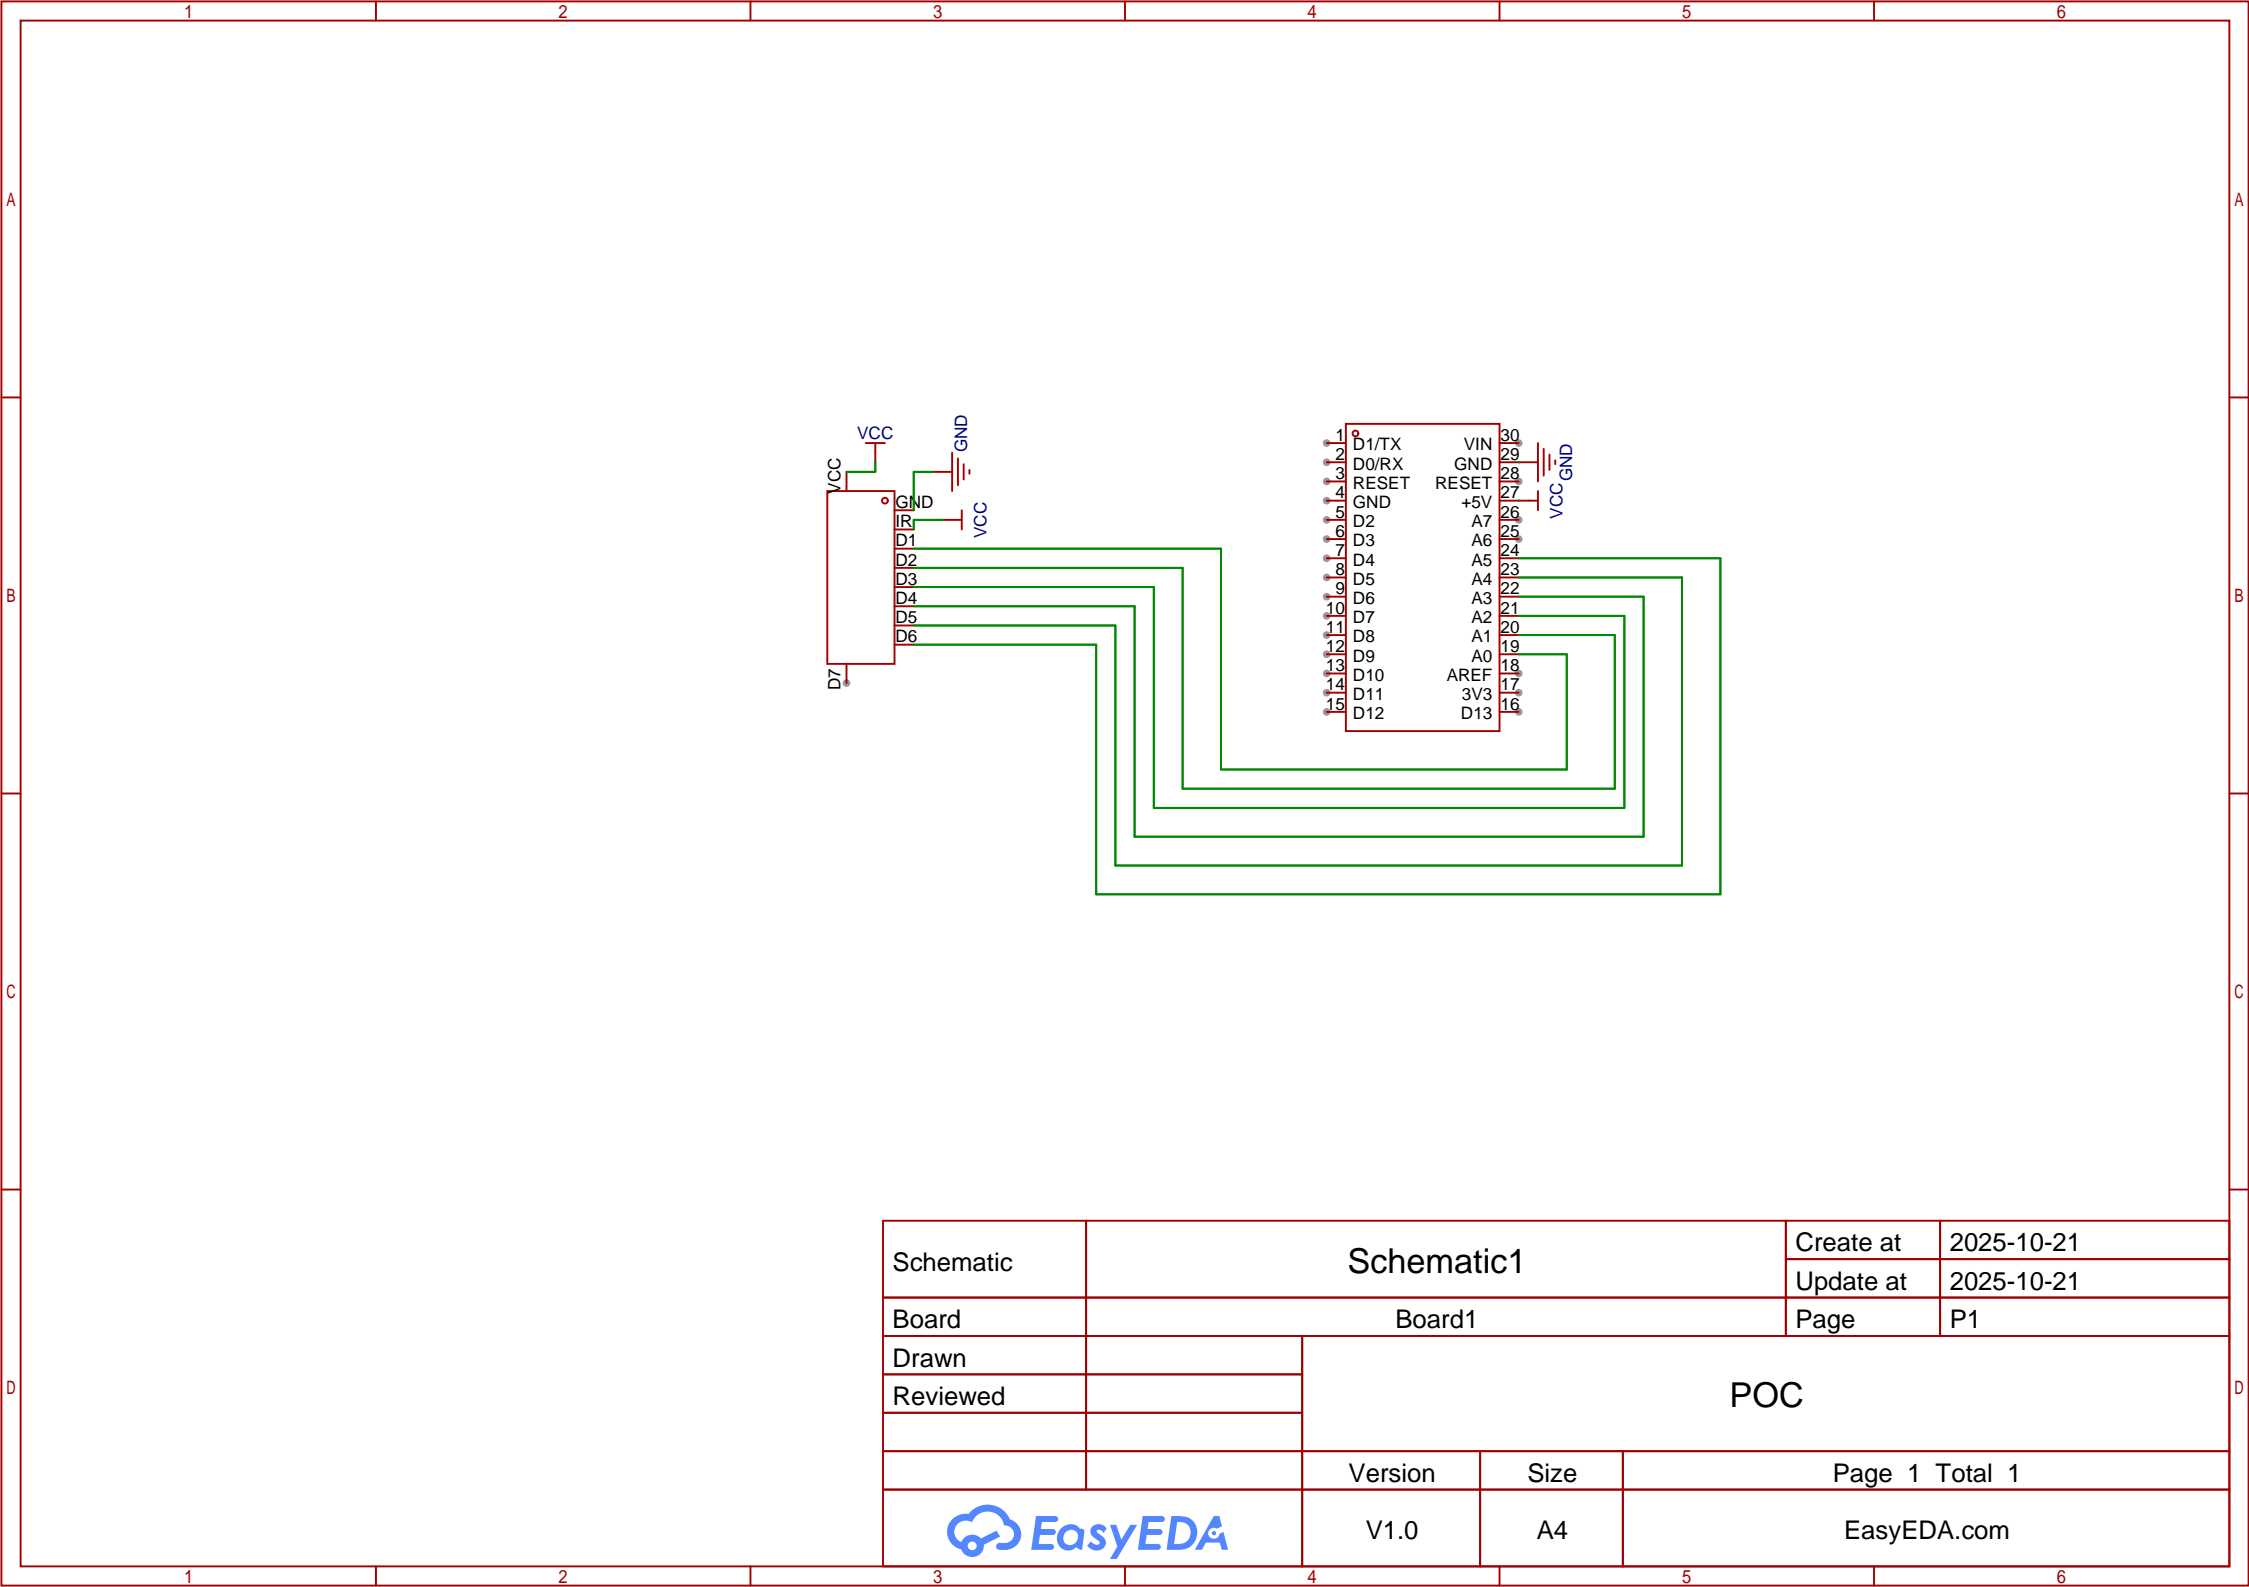 1 2 3 4 5 6
A A
B B
C C
D D
VCC
GND
VCC
GND
IR
VCC
D1
D2
D3
D4
D5
D6
D7
1 D1/TX VIN 30
2 D0/RX GND 29 GND
3 RESET RESET 28
4 GND +5V 27 VCC
5 D2 A7 26
6 D3 A6 25
7 D4 A5 24
8 D5 A4 23
9 D6 A3 22
10 D7 A2 21
11 D8 A1 20
12 D9 A0 19
13 D10 AREF 18
14 D11 3V3 17
15 D12 D13 16
Schematic Schematic1 Create at 2025-10-21
Update at 2025-10-21
Board Board1 Page P1
Drawn
Reviewed
POC
Version Size Page 1 Total 1
EasyEDA V1.0 A4 EasyEDA.com
1 2 3 4 5 6